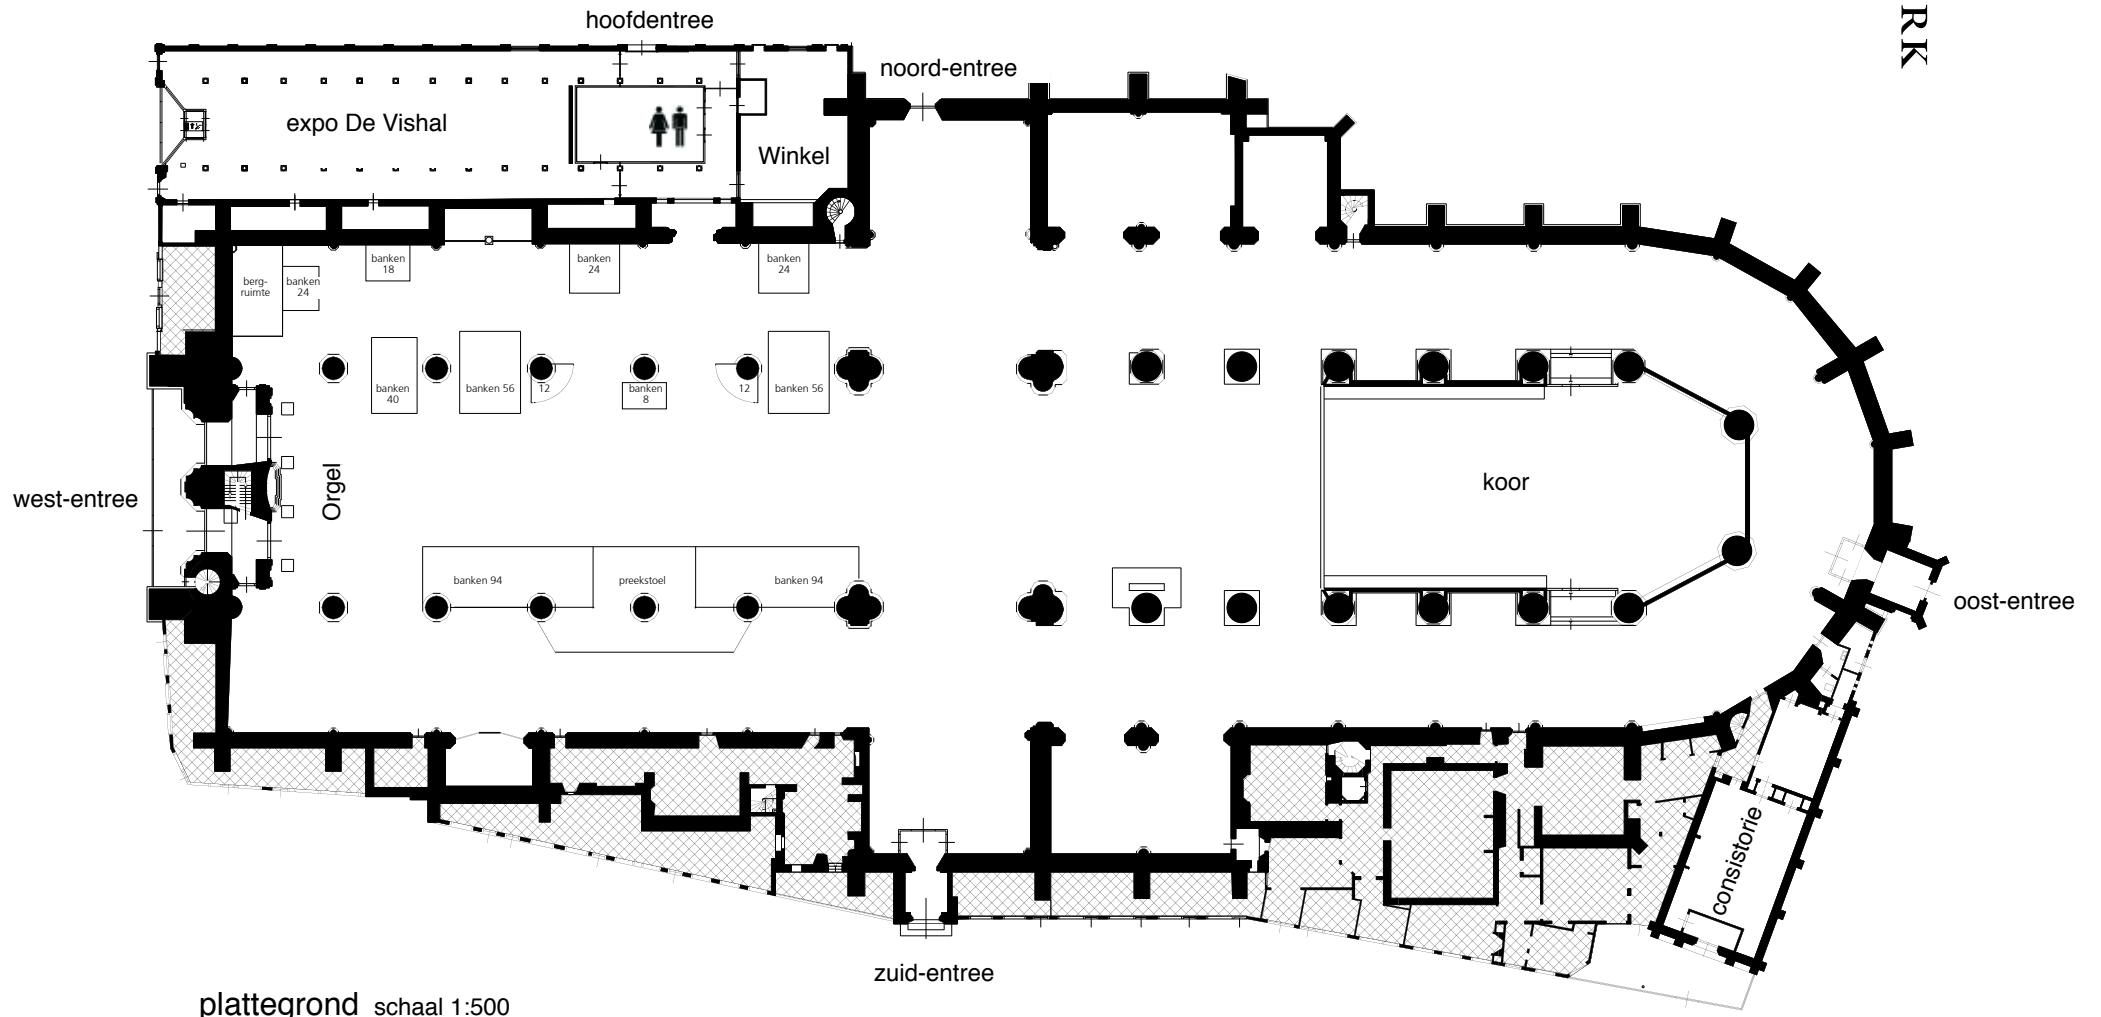 hoofdentree
RK
noord-entree
expo De Vishal
Winkel
banken
18
banken
24
banken
24
berg-
ruimte
banken
24
banken
40
banken 56
12
banken
8
12
banken 56
Orgel
koor
west-entree
banken 94
preekstoel
banken 94
oost-entree
consistorie
zuid-entree
plattegrond schaal 1:500